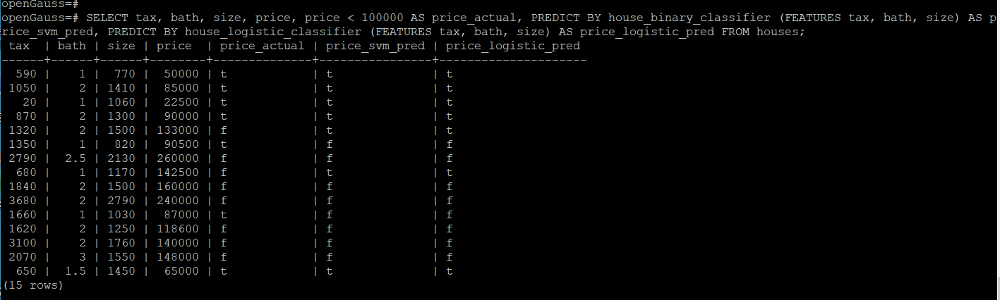 openGauss=#
openGauss=# SELECT tax, bath, size, price, price < 100000 AS price_actual, PREDICT BY house_binary_classifier (FEATURES tax, bath, size) AS p
rice_svm_pred, PREDICT BY house_logistic_classifier (FEATURES tax, bath, size) AS price_logistic_pred FROM houses;
 tax  | bath | size | price  | price_actual | price_svm_pred | price_logistic_pred
------+------+------+--------+--------------+----------------+---------------------
  590 |    1 |  770 |  50000 | t            | t              | t
 1050 |    2 | 1410 |  85000 | t            | t              | t
   20 |    1 | 1060 |  22500 | t            | t              | t
  870 |    2 | 1300 |  90000 | t            | t              | t
 1320 |    2 | 1500 | 133000 | f            | t              | t
 1350 |    1 |  820 |  90500 | t            | f              | f
 2790 |  2.5 | 2130 | 260000 | f            | f              | f
  680 |    1 | 1170 | 142500 | f            | t              | t
 1840 |    2 | 1500 | 160000 | f            | f              | f
 3680 |    2 | 2790 | 240000 | f            | f              | f
 1660 |    1 | 1030 |  87000 | t            | f              | f
 1620 |    2 | 1250 | 118600 | f            | f              | f
 3100 |    2 | 1760 | 140000 | f            | f              | f
 2070 |    3 | 1550 | 148000 | f            | f              | f
  650 |  1.5 | 1450 |  65000 | t            | t              | t
(15 rows)